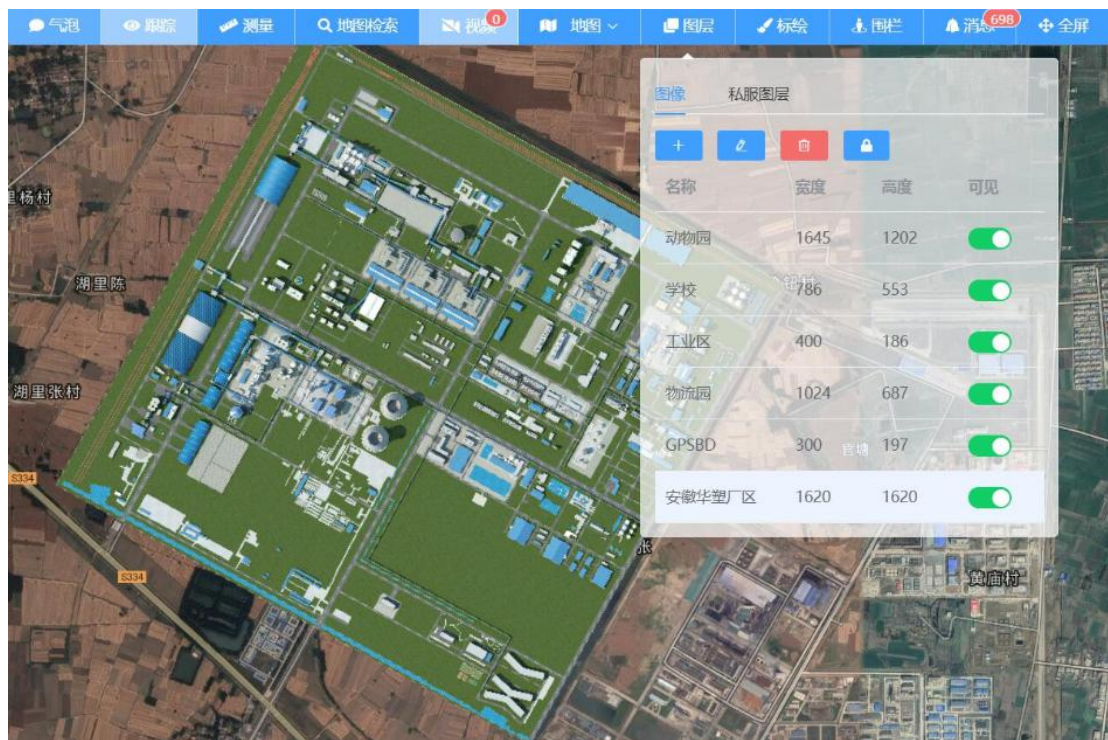 气泡 跟踪 测量 地图检索 视频 0 地图 图层 标绘 围栏 消息 698 全屏
图像 私服图层
名称 宽度 高度 可见
动物园 1645 1202
学校 786 553
工业区 400 186
物流园 1024 687
GPSBD 300 197
安徽华塑厂区 1620 1620
里杨村
湖里陈
湖里张村
S334
S334
官塘
张
黄庙村